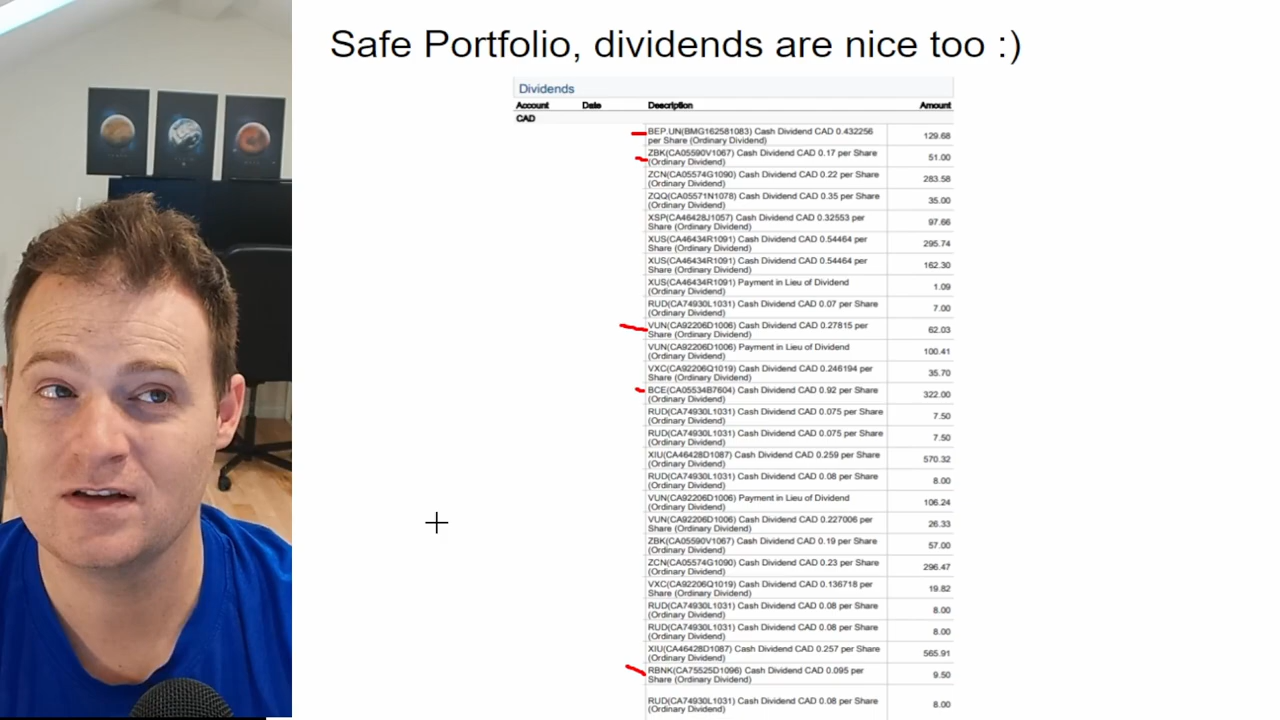 Safe Portfolio, dividends are nice too :)
Dividends
Account Date Description Amount
CAD
BEP.UN(BMG162581083) Cash Dividend CAD 0.432256
per Share (Ordinary Dividend) 129.68
ZBK(CA05590V1067) Cash Dividend CAD 0.17 per Share
(Ordinary Dividend) 51.00
ZCN(CA05574G1090) Cash Dividend CAD 0.22 per Share
(Ordinary Dividend) 283.58
ZQQ(CA05571N1078) Cash Dividend CAD 0.35 per Share
(Ordinary Dividend) 35.00
XSP(CA46428J1057) Cash Dividend CAD 0.32553 per
Share (Ordinary Dividend) 97.66
XUS(CA46434R1091) Cash Dividend CAD 0.54464 per
Share (Ordinary Dividend) 295.74
XUS(CA46434R1091) Cash Dividend CAD 0.54464 per
Share (Ordinary Dividend) 162.30
XUS(CA46434R1091) Payment in Lieu of Dividend
(Ordinary Dividend) 1.09
RUD(CA74930L1031) Cash Dividend CAD 0.07 per Share
(Ordinary Dividend) 7.00
VUN(CA92206D1006) Cash Dividend CAD 0.27815 per
Share (Ordinary Dividend) 62.03
VUN(CA92206D1006) Payment in Lieu of Dividend
(Ordinary Dividend) 100.41
VXC(CA92206Q1019) Cash Dividend CAD 0.246194 per
Share (Ordinary Dividend) 35.70
BCE(CA05534B7604) Cash Dividend CAD 0.92 per Share
(Ordinary Dividend) 322.00
RUD(CA74930L1031) Cash Dividend CAD 0.075 per Share
(Ordinary Dividend) 7.50
RUD(CA74930L1031) Cash Dividend CAD 0.075 per Share
(Ordinary Dividend) 7.50
XIU(CA46428D1087) Cash Dividend CAD 0.259 per Share
(Ordinary Dividend) 570.32
RUD(CA74930L1031) Cash Dividend CAD 0.08 per Share
(Ordinary Dividend) 8.00
VUN(CA92206D1006) Payment in Lieu of Dividend
(Ordinary Dividend) 106.24
VUN(CA92206D1006) Cash Dividend CAD 0.227006 per
Share (Ordinary Dividend) 26.33
ZBK(CA05590V1067) Cash Dividend CAD 0.19 per Share
(Ordinary Dividend) 57.00
ZCN(CA05574G1090) Cash Dividend CAD 0.23 per Share
(Ordinary Dividend) 296.47
VXC(CA92206Q1019) Cash Dividend CAD 0.136718 per
Share (Ordinary Dividend) 19.82
RUD(CA74930L1031) Cash Dividend CAD 0.08 per Share
(Ordinary Dividend) 8.00
RUD(CA74930L1031) Cash Dividend CAD 0.08 per Share
(Ordinary Dividend) 8.00
XIU(CA46428D1087) Cash Dividend CAD 0.257 per Share
(Ordinary Dividend) 565.91
RBNK(CA75525D1096) Cash Dividend CAD 0.095 per
Share (Ordinary Dividend) 9.50
RUD(CA74930L1031) Cash Dividend CAD 0.08 per Share
(Ordinary Dividend) 8.00